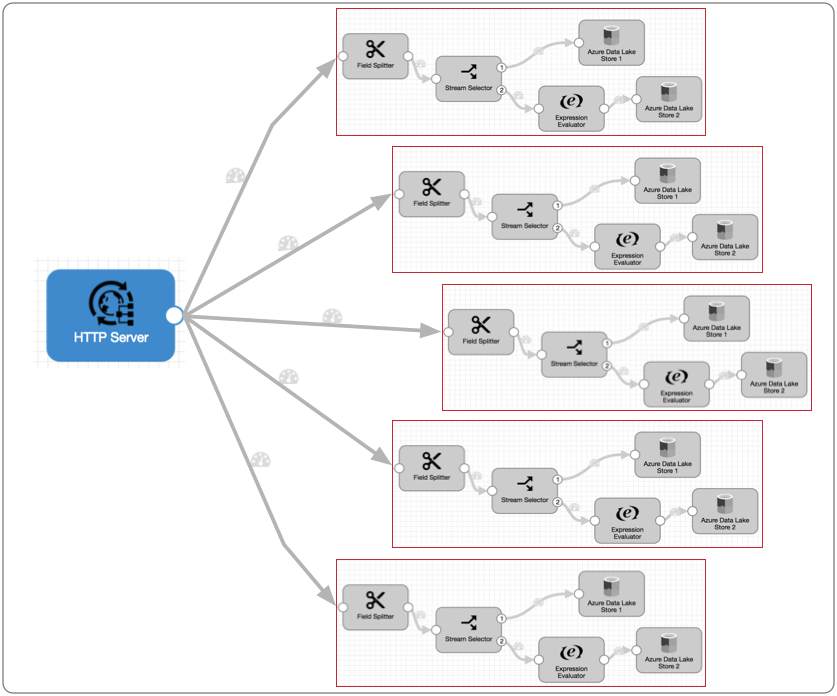 Field Splitter
Stream Selector
1
2
Azure Data Lake
Store 1
Expression
Evaluator
Azure Data Lake
Store 2
Field Splitter
Stream Selector
1
2
Azure Data Lake
Store 1
Expression
Evaluator
Azure Data Lake
Store 2
HTTP Server
Field Splitter
Stream Selector
1
2
Azure Data Lake
Store 1
Expression
Evaluator
Azure Data Lake
Store 2
Field Splitter
Stream Selector
1
2
Azure Data Lake
Store 1
Expression
Evaluator
Azure Data Lake
Store 2
Field Splitter
Stream Selector
1
2
Azure Data Lake
Store 1
Expression
Evaluator
Azure Data Lake
Store 2